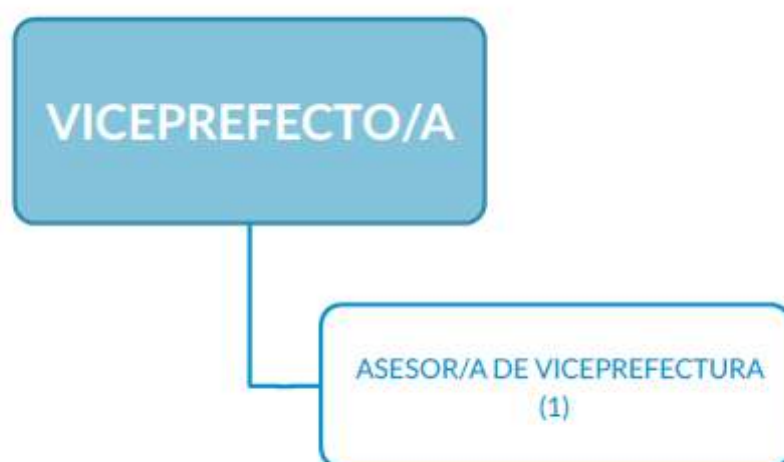 VICEPREFECTO/A
ASESOR/A DE VICEPREFECTURA
(1)